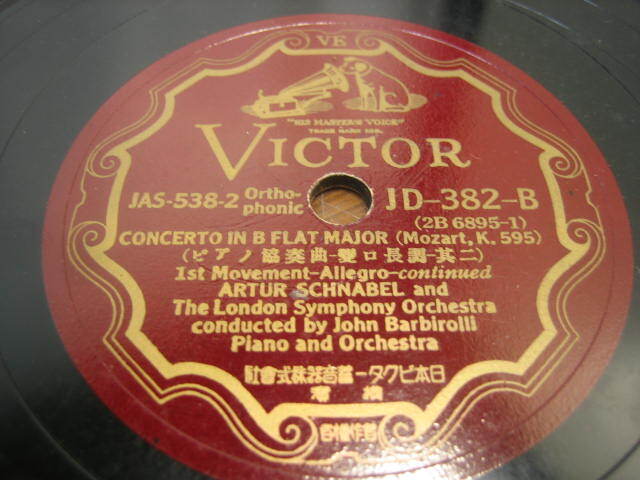 VE
"HIS MASTER'S VOICE"
TRADE MARK REG.
VICTOR
JAS-538-2 Ortho-phonic JD-382-B
(2B 6895-1)
CONCERTO IN B FLAT MAJOR (Mozart, K. 595)
(ピアノ協奏曲-變ロ長調-其二)
1st Movement-Allegro-continued
ARTUR SCHNABEL and
The London Symphony Orchestra
conducted by John Barbirolli
Piano and Orchestra
日本ビクター蓄音器株式會社